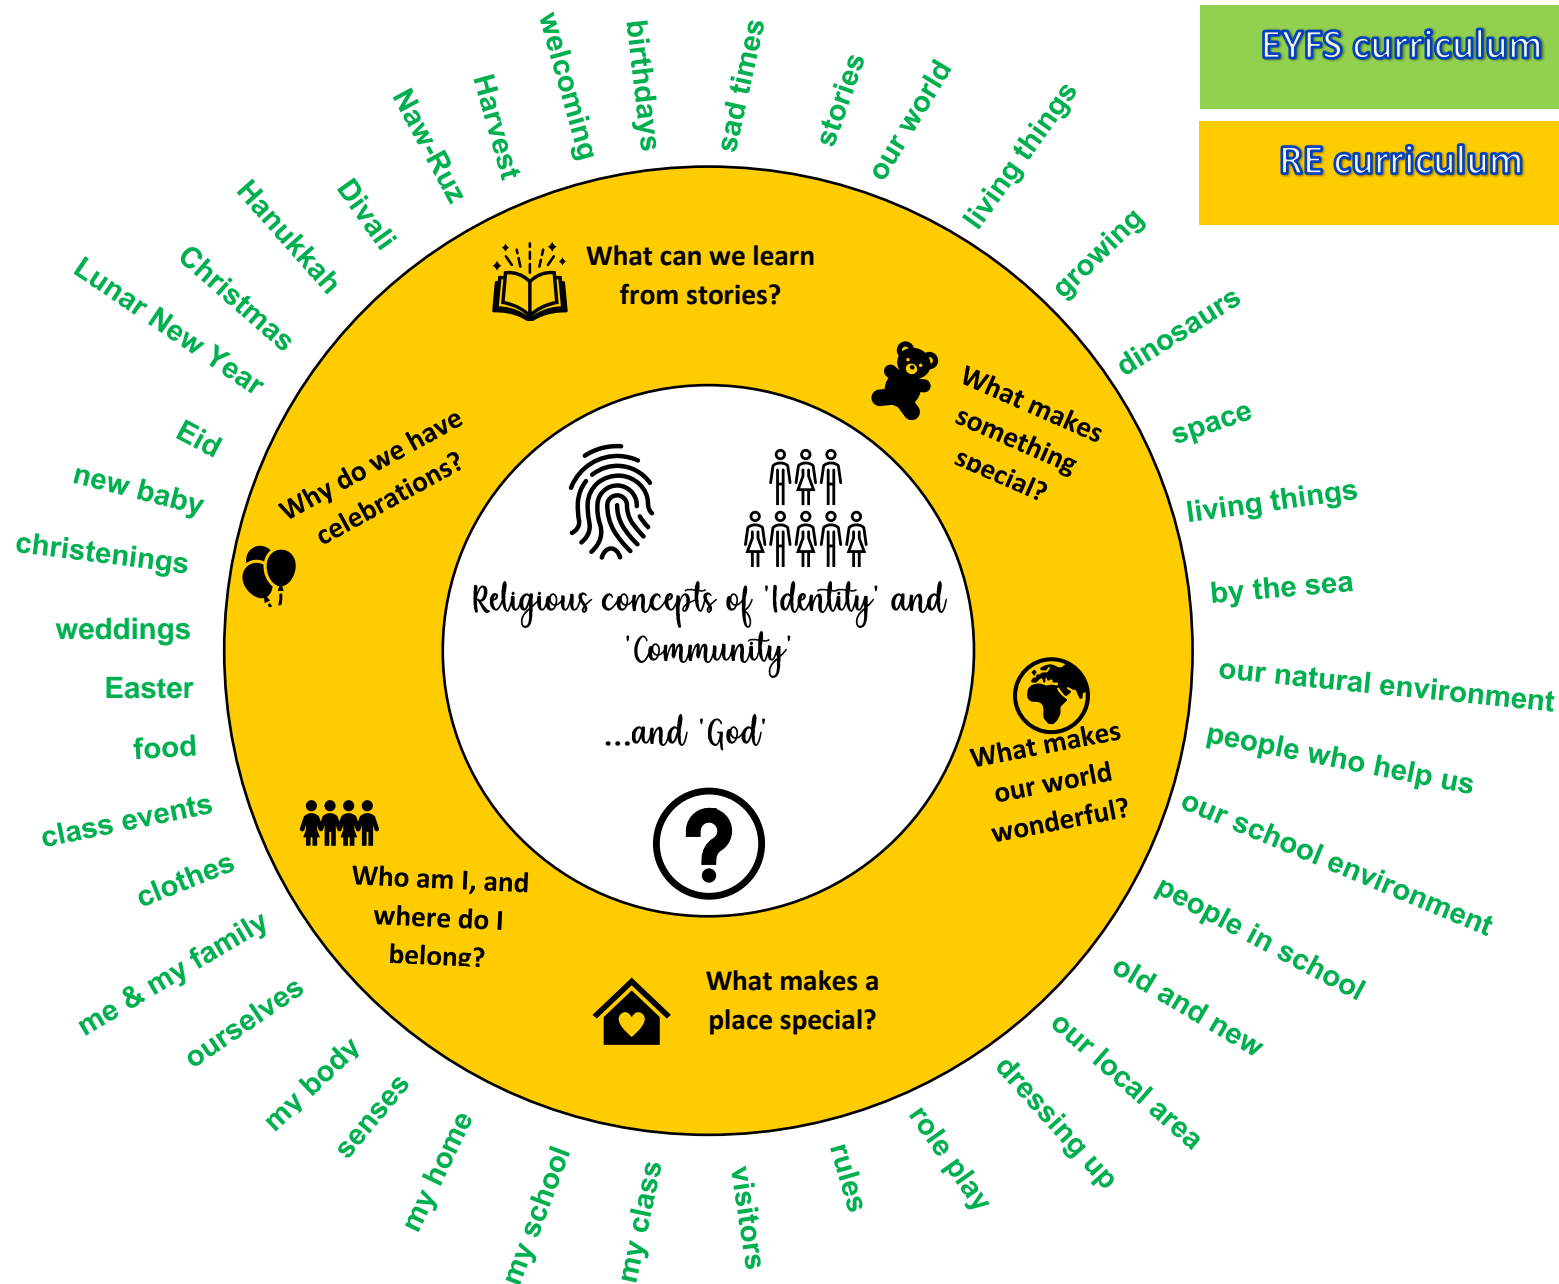 EYFS curriculum
RE curriculum
welcoming
birthdays
sad times
stories
our world
living things
growing
dinosaurs
space
living things
by the sea
our natural environment
people who help us
our school environment
people in school
old and new
our local area
dressing up
role play
rules
visitors
my class
my school
my home
senses
my body
ourselves
me & my family
clothes
class events
food
Easter
weddings
christenings
new baby
Eid
Lunar New Year
Christmas
Hanukkah
Divali
Naw-Ruz
Harvest
What can we learn
from stories?
What makes
something
special?
What makes
our world
wonderful?
What makes a
place special?
Who am I, and
where do I
belong?
Why do we have
celebrations?
Religious concepts of 'Identity' and
'Community'
...and 'God'
?